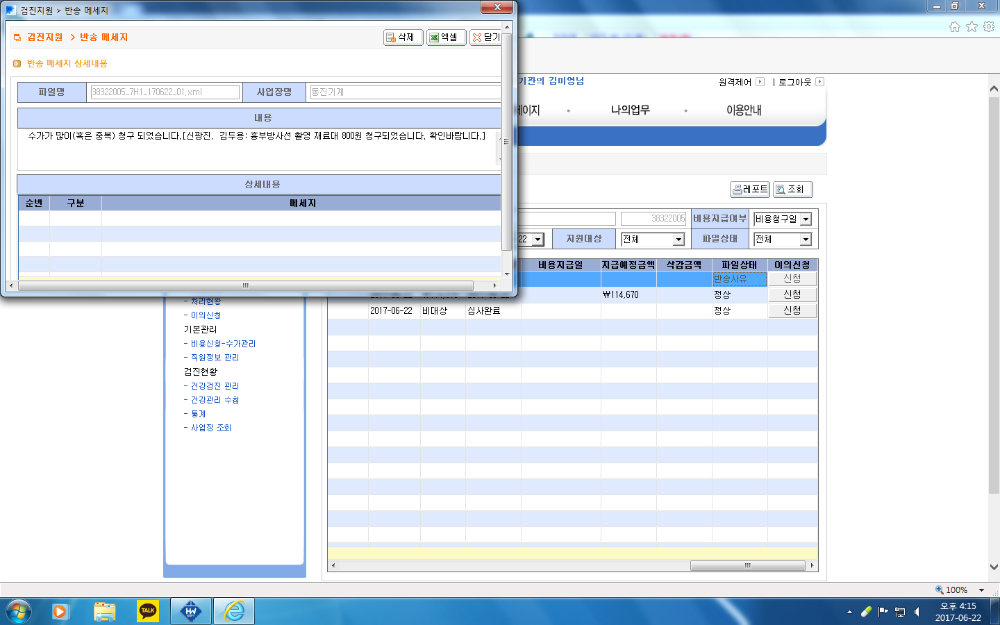 검진지원 > 반송 메세지
검진지원 > 반송 메세지
삭제
엑셀
닫기
반송 메세지 상세내용
파일명
38322005_7H1_170622_01.xml
사업장명
동진기계
내용
수가가 많이(혹은 중복) 청구 되었습니다.[신광진, 김두용: 흉부방사선 촬영 재료대 800원 청구되었습니다. 확인바랍니다.]
상세내용
순번 구분 메세지
기관의 김미영님
원격제어 | 로그아웃
페이지 • 나의업무 • 이용안내
레포트 조회
38322005 비용지급여부 비용청구일
22 지원대상 전체 파일상태 전체
비용지급일 지급예정금액 삭감금액 파일상태 이의신청
반송사유 신청
₩114,670 정상 신청
2017-06-22 비대상 심사완료 정상 신청
- 처리현황
- 이의신청
기본관리
- 비용신청-수가관리
- 직원정보 관리
검진현황
- 건강검진 관리
- 건강관리 수첩
- 통계
- 사업장 조회
100%
TALK
HW
SOFT
오후 4:15
2017-06-22